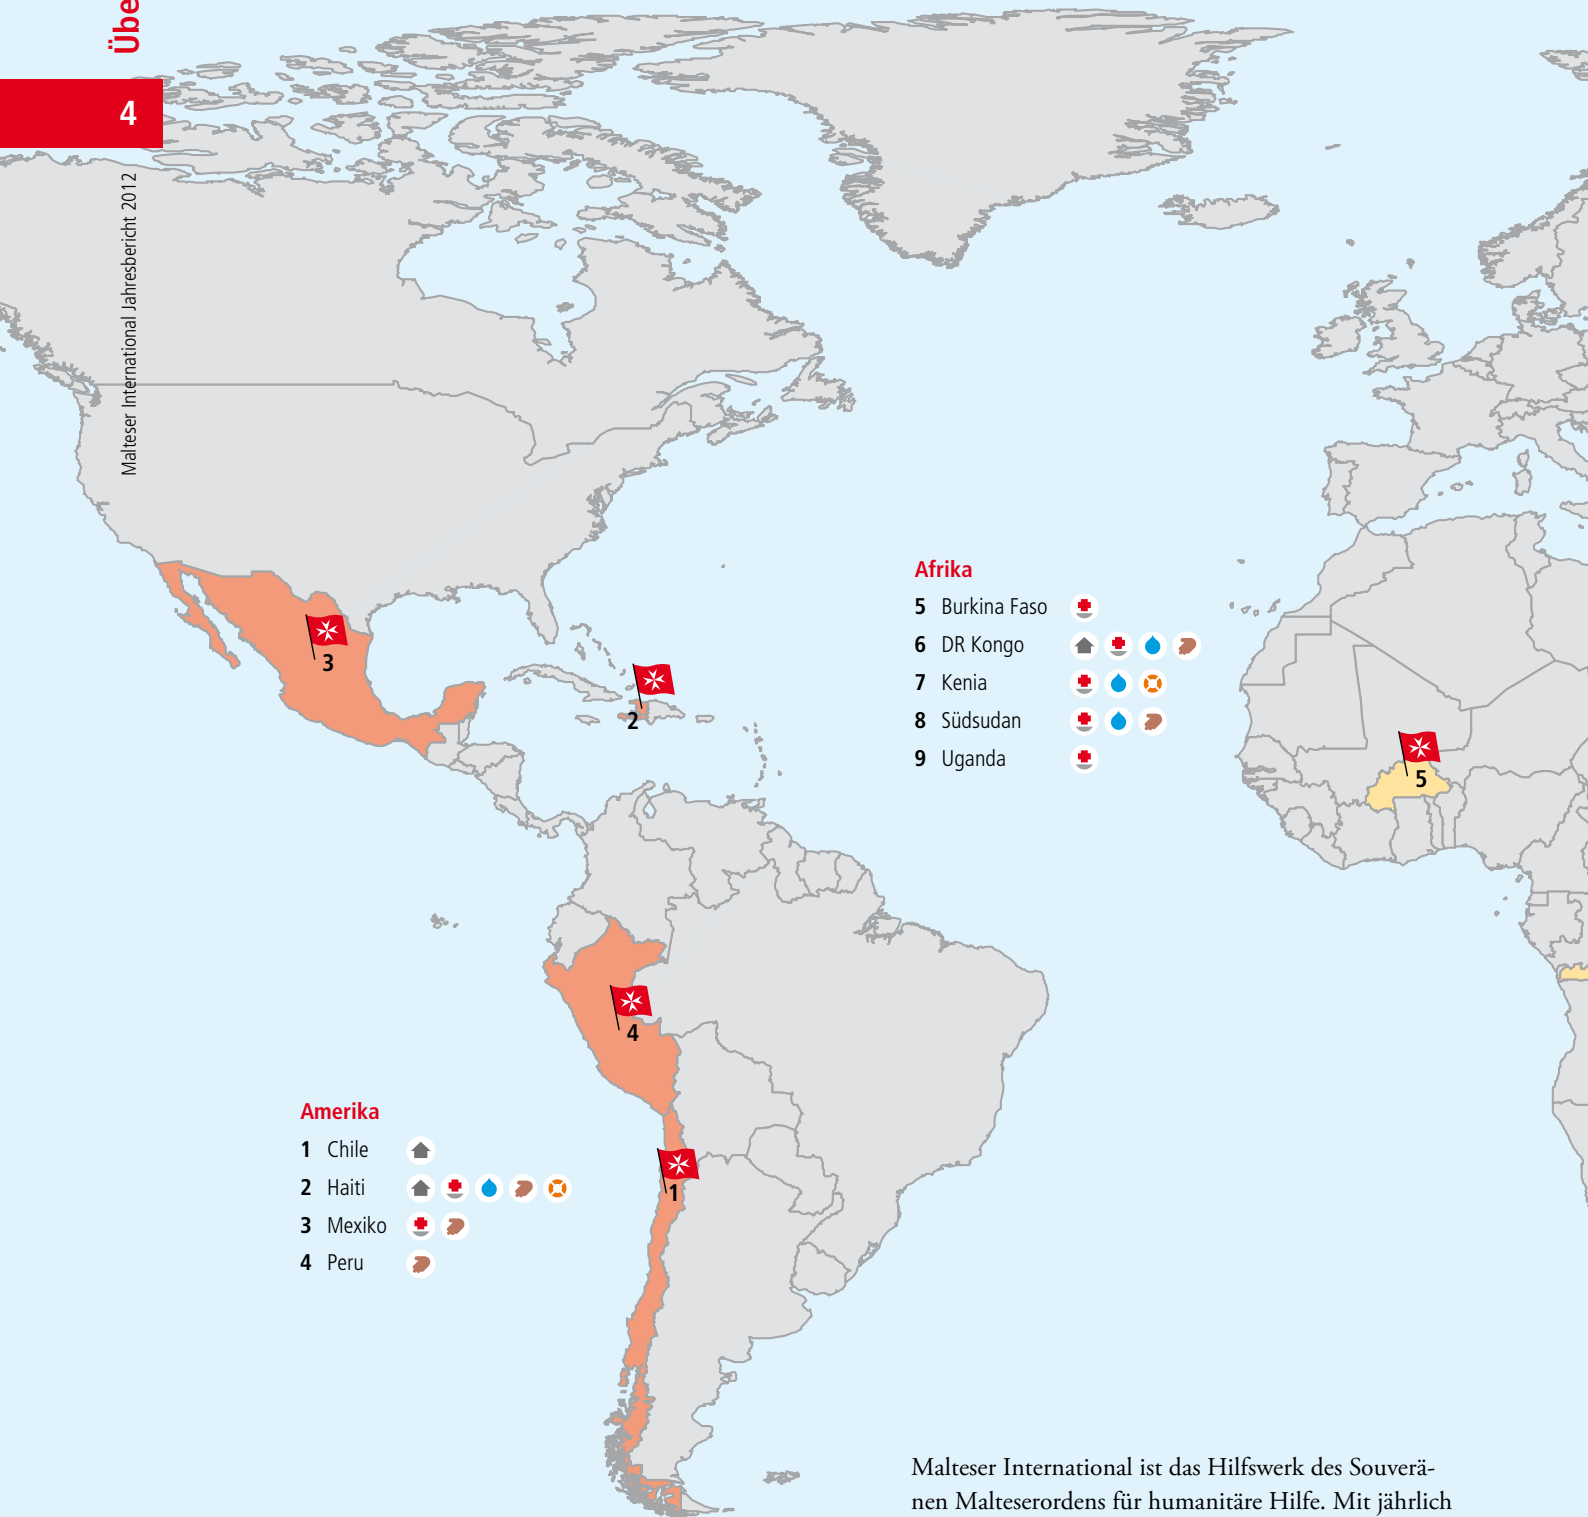 Übe
4
Malteser International Jahresbericht 2012
3
2
Afrika
5 Burkina Faso
6 DR Kongo
7 Kenia
8 Südsudan
9 Uganda
5
4
Amerika
1 Chile
2 Haiti
3 Mexiko
4 Peru
1
Malteser International ist das Hilfswerk des Souverä-
nen Malteserordens für humanitäre Hilfe. Mit jährlich